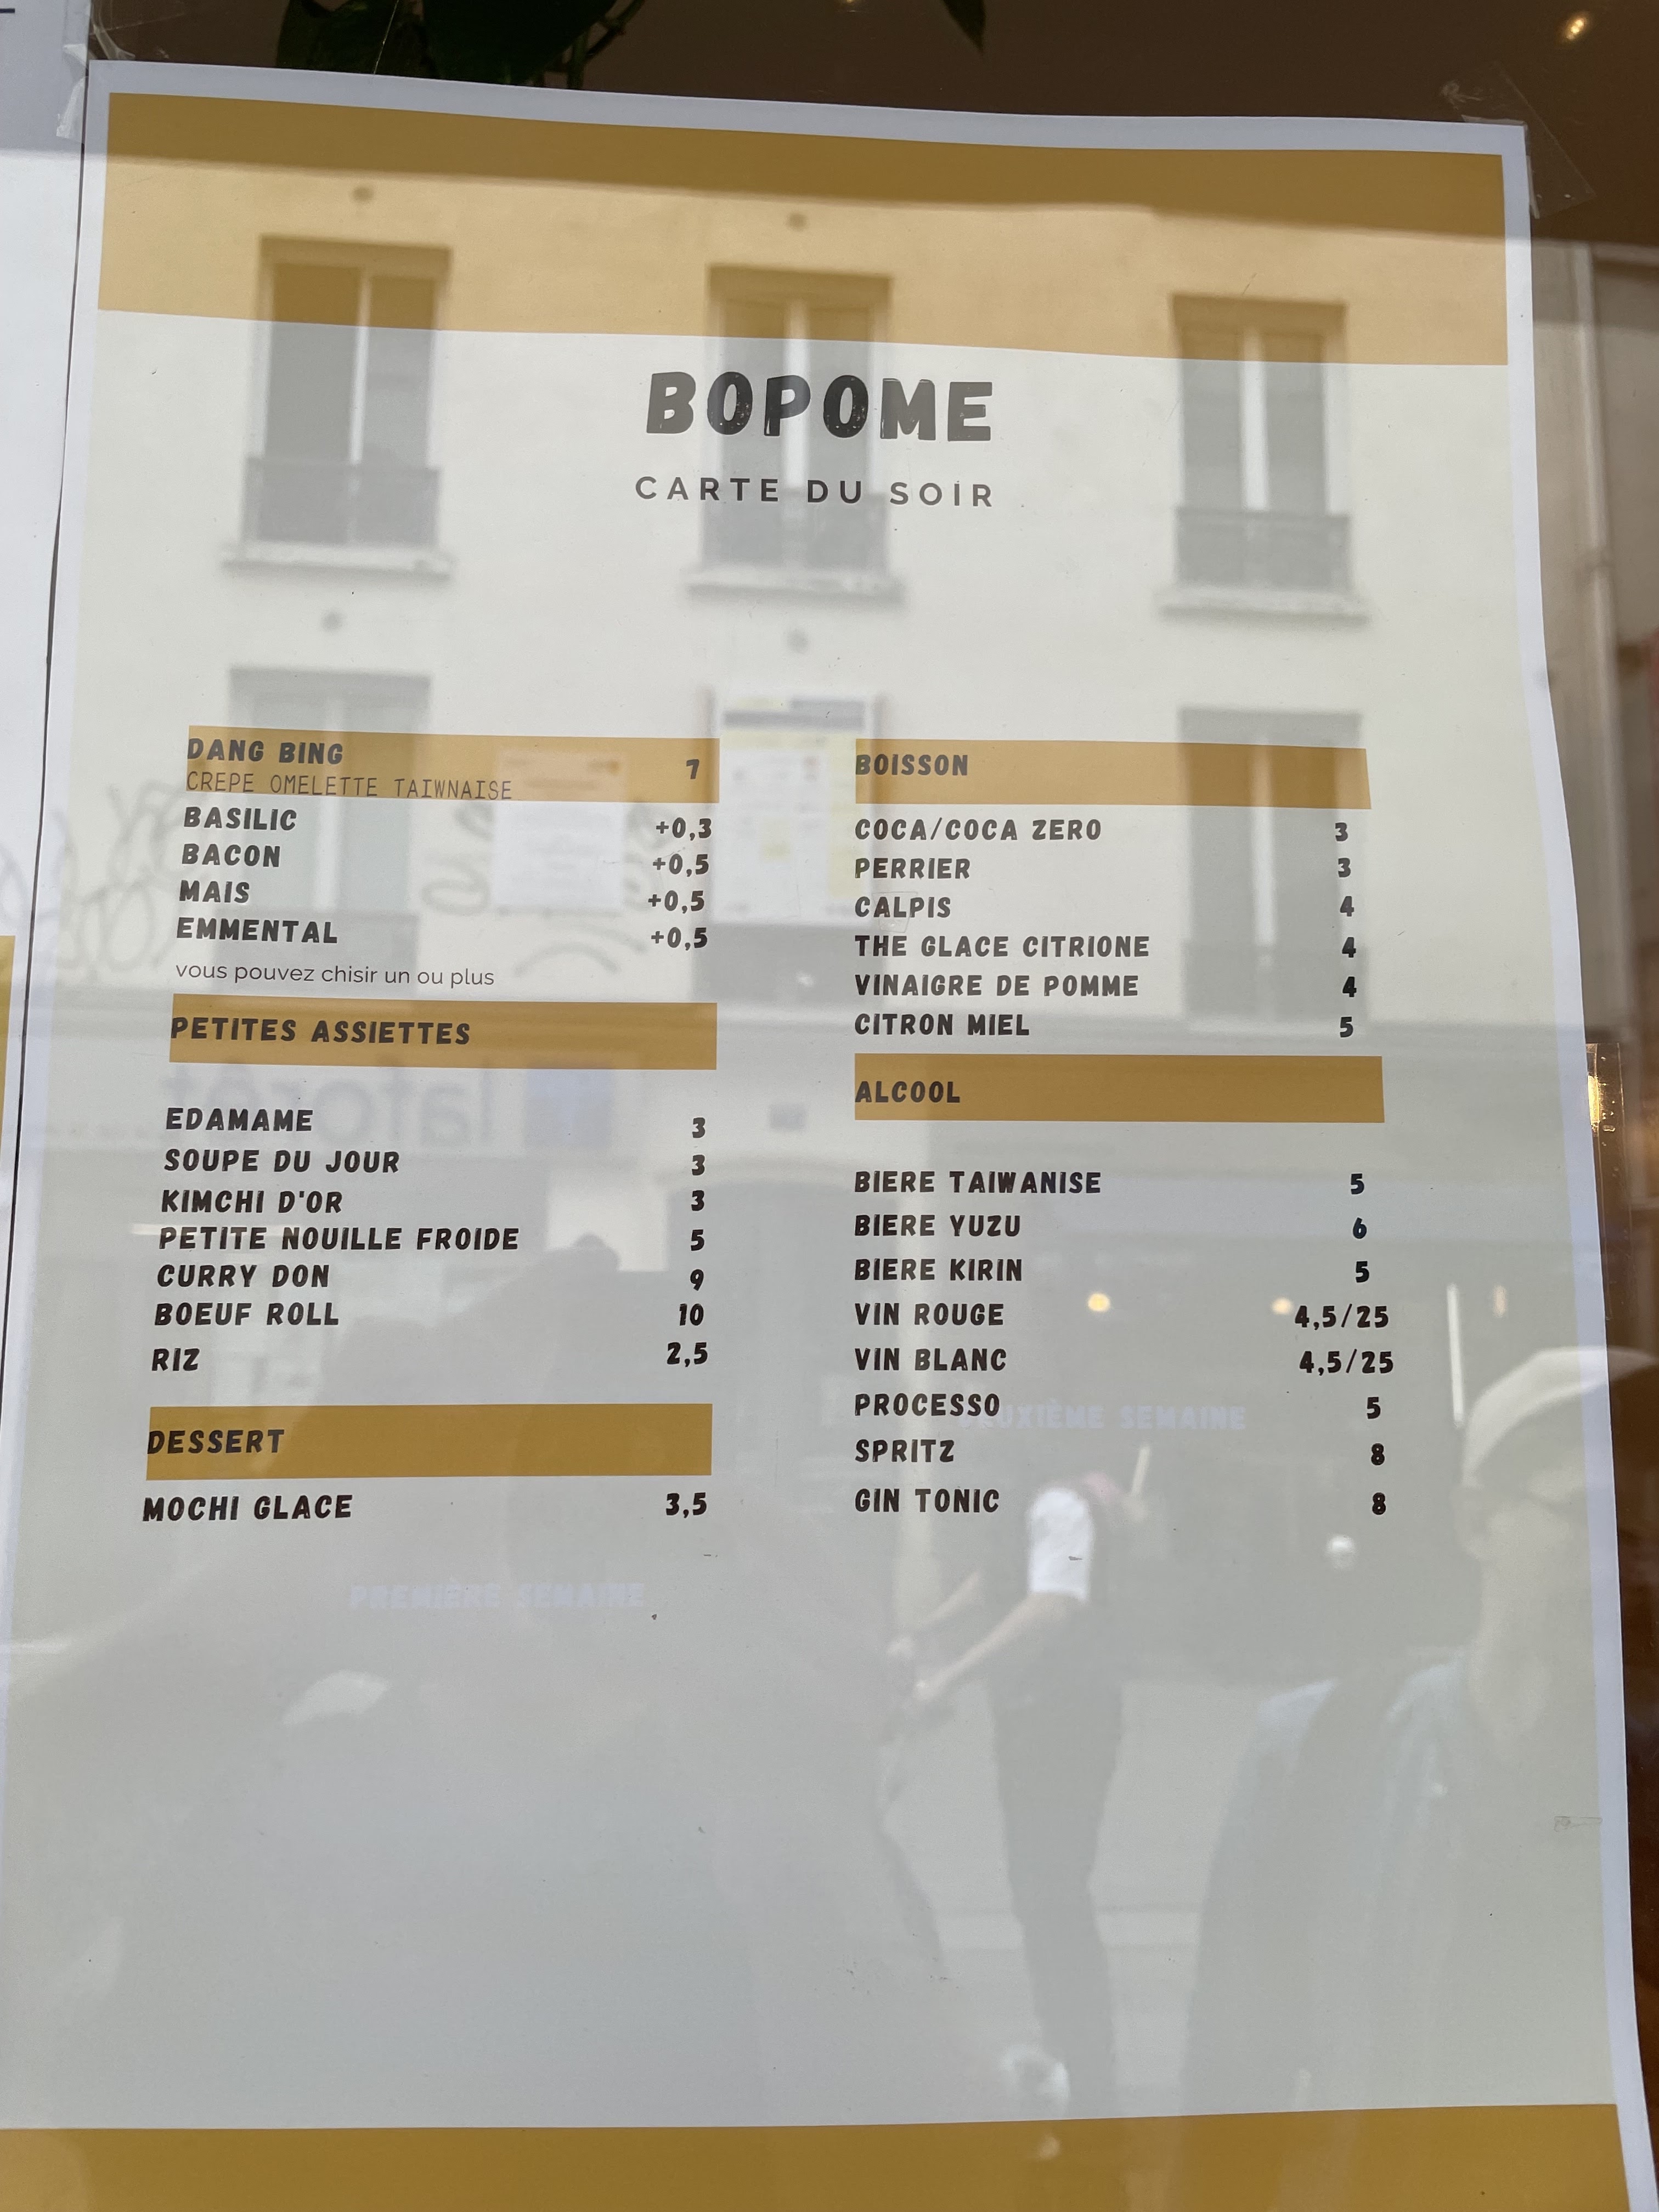 BOPOME
CARTE DU SOIR
DANG BING 7
CREPE OMELETTE TAIWNAISE
BASILIC +0,3
BACON +0,5
MAIS +0,5
EMMENTAL +0,5
vous pouvez chisir un ou plus
PETITES ASSIETTES
EDAMAME 3
SOUPE DU JOUR 3
KIMCHI D'OR 3
PETITE NOUILLE FROIDE 5
CURRY DON 9
BOEUF ROLL 10
RIZ 2,5
DESSERT
MOCHI GLACE 3,5
PREMIÈRE SEMAINE
BOISSON
COCA/COCA ZERO 3
PERRIER 3
CALPIS 4
THE GLACE CITRIONE 4
VINAIGRE DE POMME 4
CITRON MIEL 5
ALCOOL
BIERE TAIWANISE 5
BIERE YUZU 6
BIERE KIRIN 5
VIN ROUGE 4,5/25
VIN BLANC 4,5/25
PROCESSO 5
DEUXIÈME SEMAINE
SPRITZ 8
GIN TONIC 8
laforêt